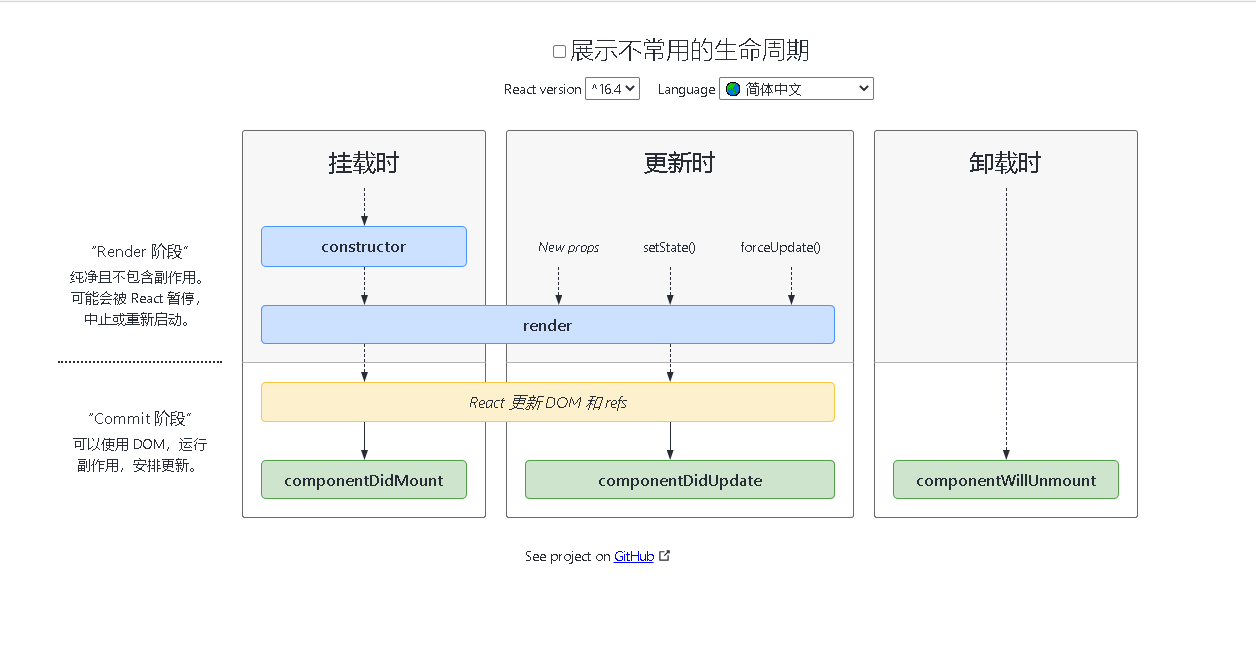 展示不常用的生命周期
React version ^16.4 Language 简体中文
挂载时
更新时
卸载时
"Render 阶段"
纯净且不包含副作用。
可能会被 React 暂停，
中止或重新启动。
constructor
New props
setState()
forceUpdate()
render
"Commit 阶段"
可以使用 DOM，运行
副作用，安排更新。
React 更新 DOM 和 refs
componentDidMount
componentDidUpdate
componentWillUnmount
See project on GitHub